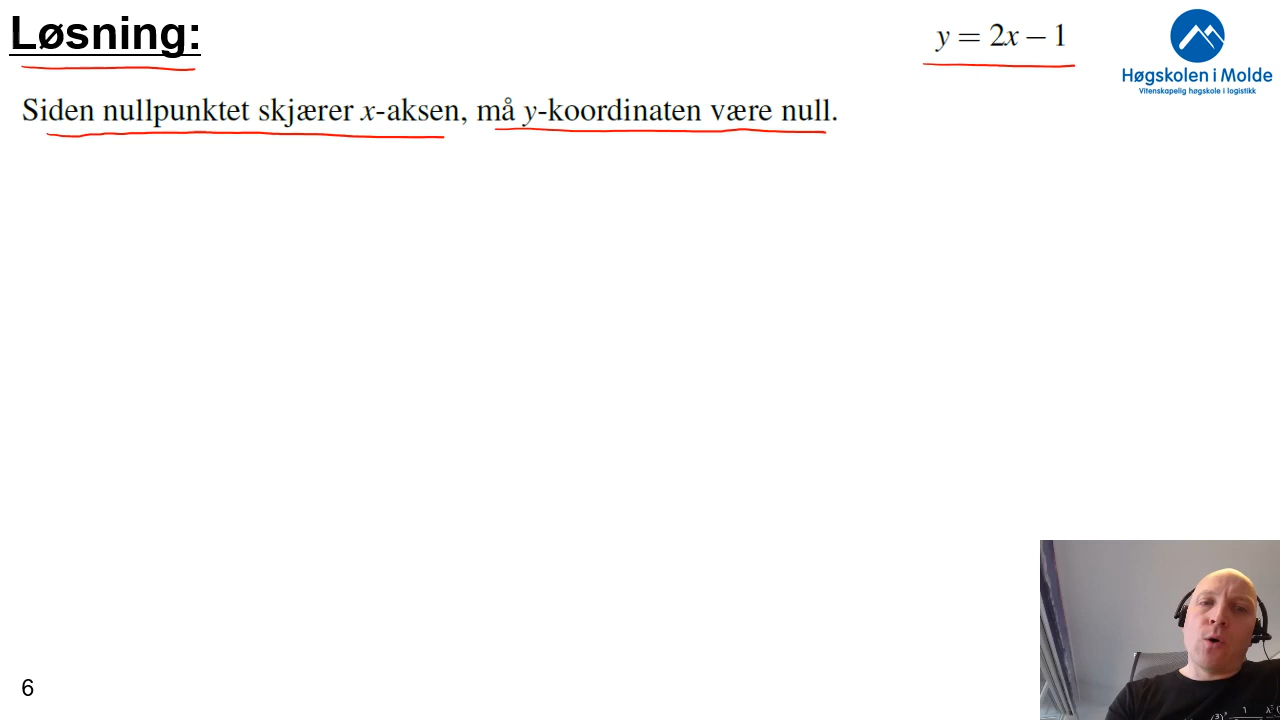 Løsning:
y = 2x − 1
Høgskolen i Molde
Vitenskapelig høgskole i logistikk
Siden nullpunktet skjærer x-aksen, må y-koordinaten være null.
6